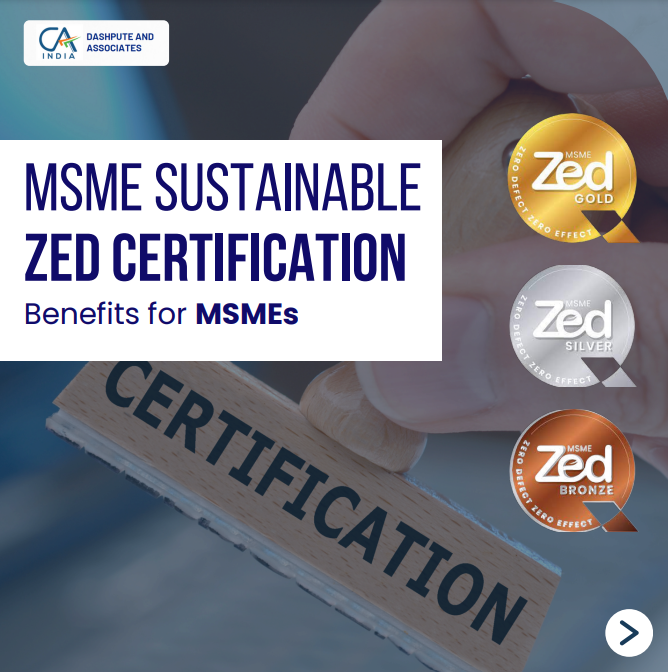 CA
INDIA
DASHPUTE AND
ASSOCIATES
MSME SUSTAINABLE
ZED CERTIFICATION
Benefits for MSMEs
MSME
Zed
GOLD
ZERO DEFECT ZERO EFFECT
MSME
Zed
SILVER
ZERO DEFECT ZERO EFFECT
MSME
Zed
BRONZE
ZERO DEFECT ZERO EFFECT
CERTIFICATION